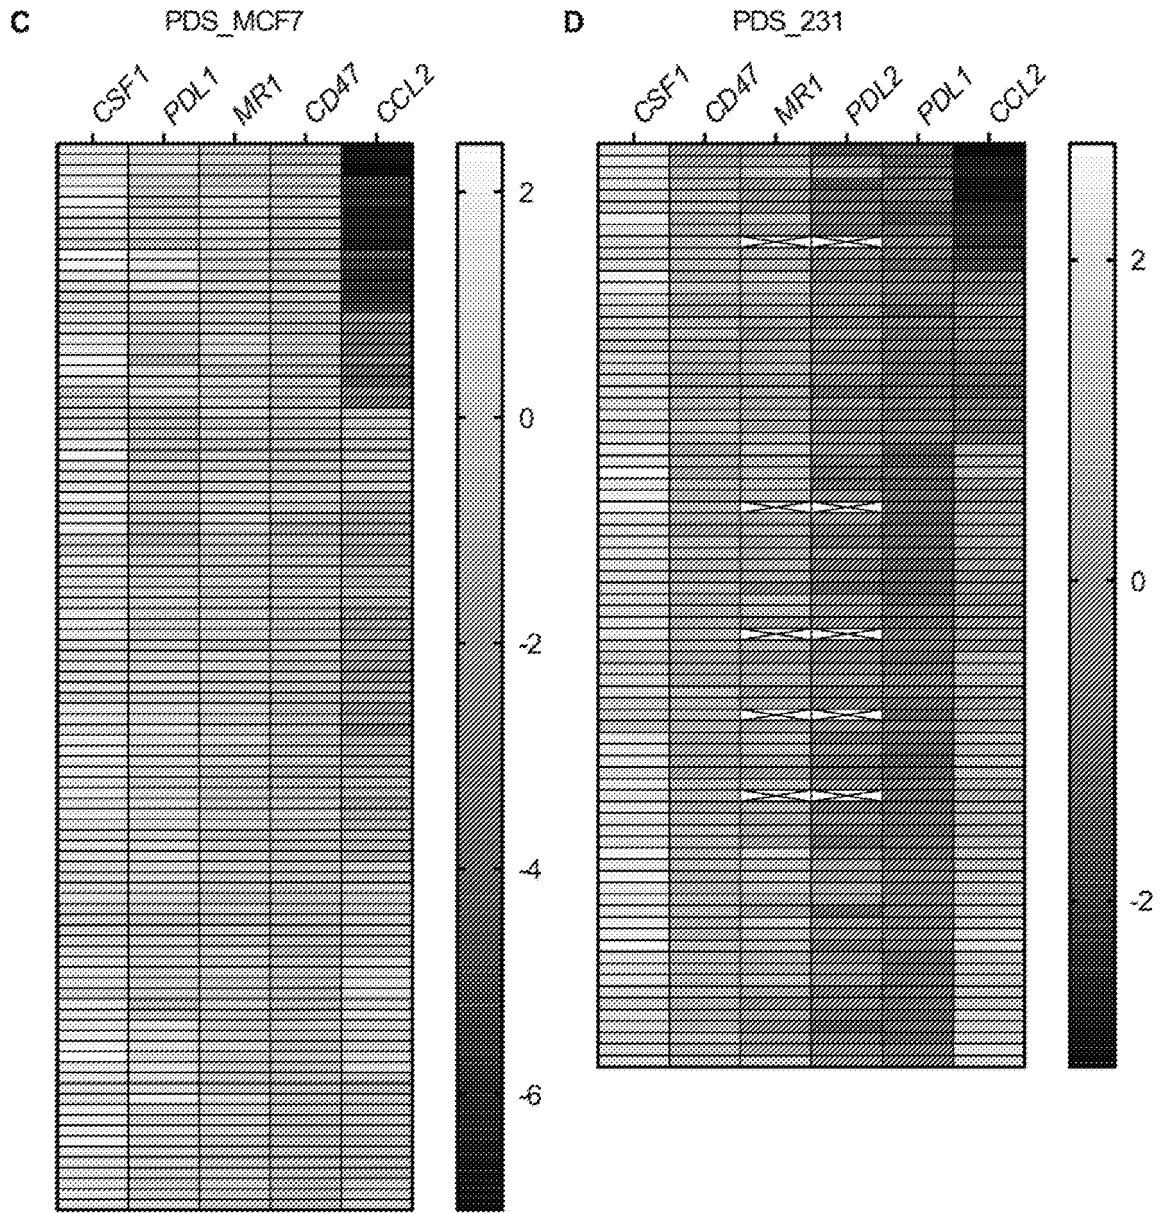 C PDS_MCF7
CSF1 PDL1 MR1 CD47 CCL2
2
0
-2
-4
-6
D PDS_231
CSF1 CD47 MR1 PDL2 PDL1 CCL2
2
0
-2